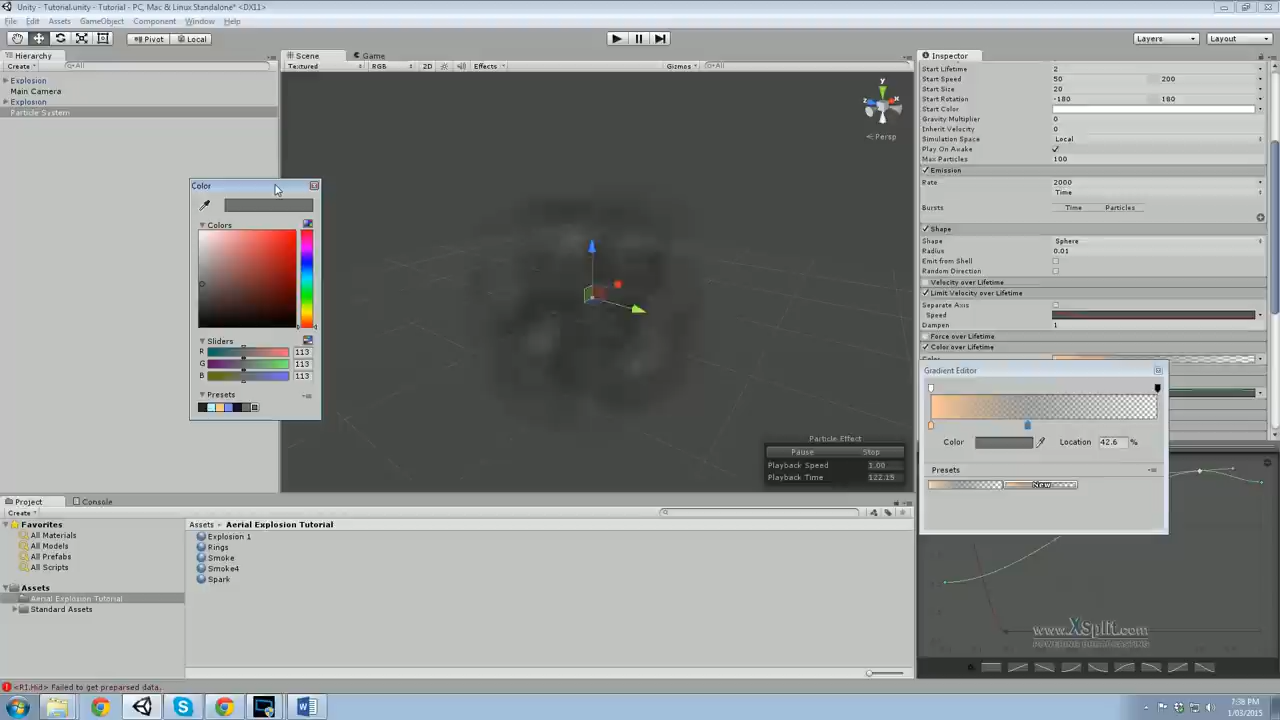 Unity - Tutorial.unity - Tutorial - PC, Mac & Linux Standalone* <DX11>
File Edit Assets GameObject Component Window Help
Pivot Local Layers Layout
Hierarchy
Create All
Explosion
Main Camera
Explosion
Particle System
Scene Game
Textured RGB 2D Effects Gizmos All
y
x
z
Persp
Color
Colors
Sliders
R 113
G 113
B 113
Presets
Particle Effect
Pause Stop
Playback Speed 1.00
Playback Time 122.15
Inspector
Start Lifetime 2
Start Speed 50 200
Start Size 20
Start Rotation -180 180
Start Color
Gravity Multiplier 0
Inherit Velocity 0
Simulation Space Local
Play On Awake
Max Particles 100
Emission
Rate 2000
Time
Bursts Time Particles
Shape
Shape Sphere
Radius 0.01
Emit from Shell
Random Direction
Velocity over Lifetime
Limit Velocity over Lifetime
Separate Axis
Speed
Dampen 1
Force over Lifetime
Color over Lifetime
Color
Gradient Editor
Color Location 42.6 %
Presets
New
www.XSplit.com
POWERING BROADCASTING
Project Console
Create
Favorites
All Materials
All Models
All Prefabs
All Scripts
Assets
Aerial Explosion Tutorial
Standard Assets
Assets Aerial Explosion Tutorial
Explosion 1
Rings
Smoke
Smoke4
Spark
<RI.Hid> Failed to get preparsed data.
7:38 PM
1/03/2015